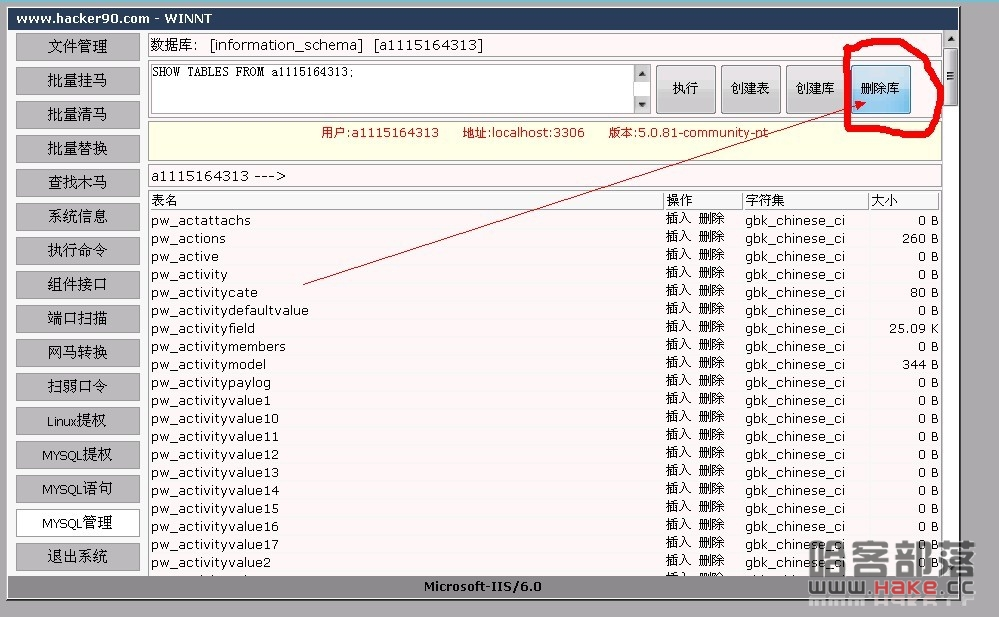 www.hacker90.com - WINNT
文件管理
批量挂马
批量清马
批量替换
查找木马
系统信息
执行命令
组件接口
端口扫描
网马转换
扫弱口令
Linux提权
MYSQL提权
MYSQL语句
MYSQL管理
退出系统
数据库: [information_schema] [a1115164313]
SHOW TABLES FROM a1115164313;
执行 创建表 创建库 删除库
用户:a1115164313 地址:localhost:3306 版本:5.0.81-community-nt
a1115164313 --->
表名 操作 字符集 大小
pw_actattachs 插入 删除 gbk_chinese_ci 0 B
pw_actions 插入 删除 gbk_chinese_ci 260 B
pw_active 插入 删除 gbk_chinese_ci 0 B
pw_activity 插入 删除 gbk_chinese_ci 0 B
pw_activitycate 插入 删除 gbk_chinese_ci 80 B
pw_activitydefaultvalue 插入 删除 gbk_chinese_ci 0 B
pw_activityfield 插入 删除 gbk_chinese_ci 25.09 K
pw_activitymembers 插入 删除 gbk_chinese_ci 0 B
pw_activitymodel 插入 删除 gbk_chinese_ci 344 B
pw_activitypaylog 插入 删除 gbk_chinese_ci 0 B
pw_activityvalue1 插入 删除 gbk_chinese_ci 0 B
pw_activityvalue10 插入 删除 gbk_chinese_ci 0 B
pw_activityvalue11 插入 删除 gbk_chinese_ci 0 B
pw_activityvalue12 插入 删除 gbk_chinese_ci 0 B
pw_activityvalue13 插入 删除 gbk_chinese_ci 0 B
pw_activityvalue14 插入 删除 gbk_chinese_ci 0 B
pw_activityvalue15 插入 删除 gbk_chinese_ci 0 B
pw_activityvalue16 插入 删除 gbk_chinese_ci 0 B
pw_activityvalue17 插入 删除 gbk_chinese_ci 0 B
pw_activityvalue2 插入 删除 gbk_chinese_ci 0 B
Microsoft-IIS/6.0
哈客部落
www.Hake.cc